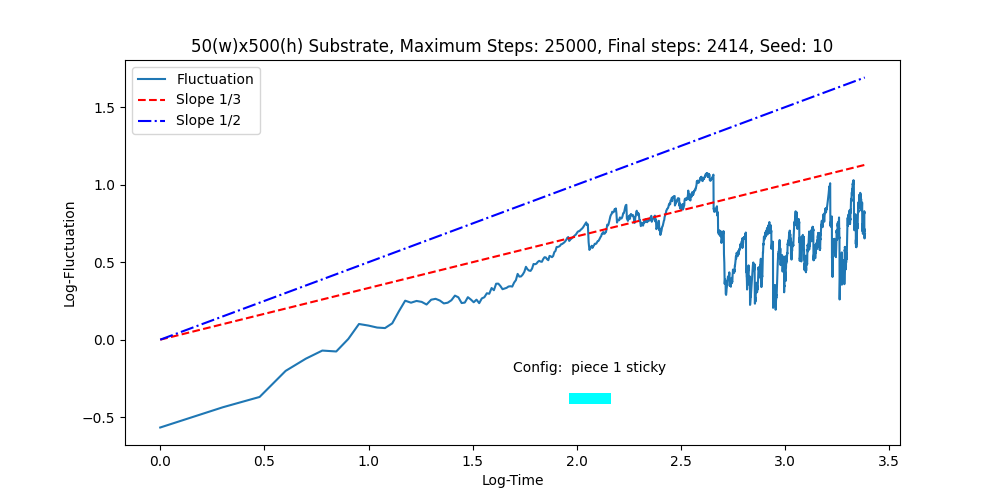 50(w)x500(h) Substrate, Maximum Steps: 25000, Final steps: 2414, Seed: 10
Fluctuation
Slope 1/3
Slope 1/2
1.5
1.0
0.5
0.0
−0.5
Log-Fluctuation
Config:  piece 1 sticky
0.0 0.5 1.0 1.5 2.0 2.5 3.0 3.5
Log-Time